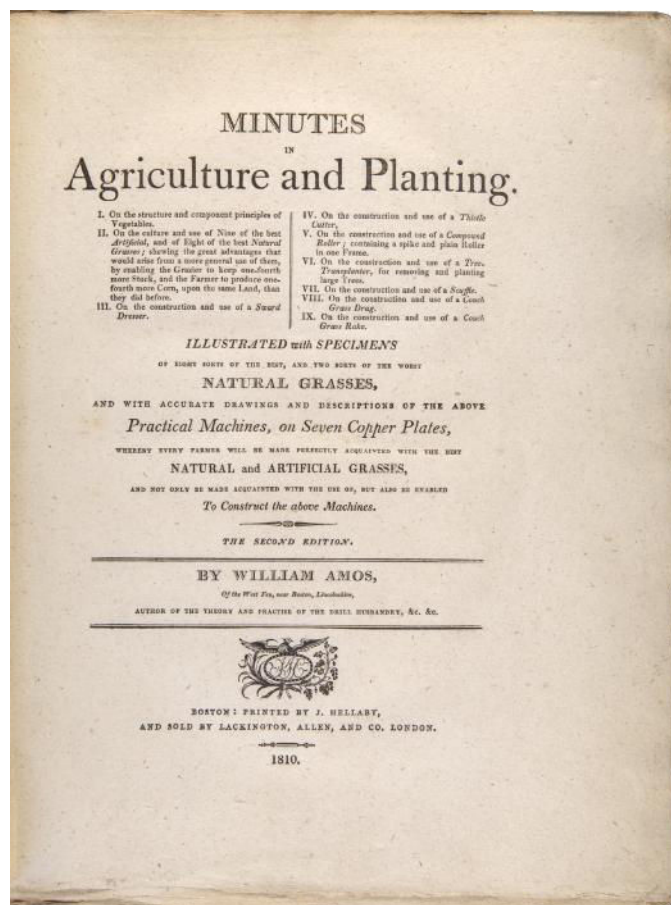 MINUTES
IN
Agriculture and Planting.
I. On the structure and component principles of
Vegetables.
II. On the culture and use of Nine of the best
Artificial, and of Eight of the best Natural
Grasses; shewing the great advantages that
would arise from a more general use of them,
by enabling the Grazier to keep one-fourth
more Stock, and the Farmer to produce one-
fourth more Corn, upon the same Land, than
they did before.
III. On the construction and use of a Sward
Dresser.
IV. On the construction and use of a Thistle
Cutter,
V. On the construction and use of a Compound
Roller; containing a spike and plain Roller
in one Frame.
VI. On the construction and use of a Tree-
Transplanter, for removing and planting
large Trees.
VII. On the construction and use of a Scuffle.
VIII. On the construction and use of a Couch
Grass Drag.
IX. On the construction and use of a Couch
Grass Rake.
ILLUSTRATED with SPECIMENS
OF EIGHT SORTS OF THE BEST, AND TWO SORTS OF THE WORST
NATURAL GRASSES,
AND WITH ACCURATE DRAWINGS AND DESCRIPTIONS OF THE ABOVE
Practical Machines, on Seven Copper Plates,
WHEREBY EVERY FARMER WILL BE MADE PERFECTLY ACQUAINTED WITH THE BEST
NATURAL and ARTIFICIAL GRASSES,
AND NOT ONLY BE MADE ACQUAINTED WITH THE USE OF, BUT ALSO BE ENABLED
To Construct the above Machines.
THE SECOND EDITION.
BY WILLIAM AMOS,
Of the West Fen, near Boston, Lincolnshire,
AUTHOR OF THE THEORY AND PRACTISE OF THE DRILL HUSBANDRY, &c. &c.
BOSTON: PRINTED BY J. HELLABY,
AND SOLD BY LACKINGTON, ALLEN, AND CO. LONDON.
1810.